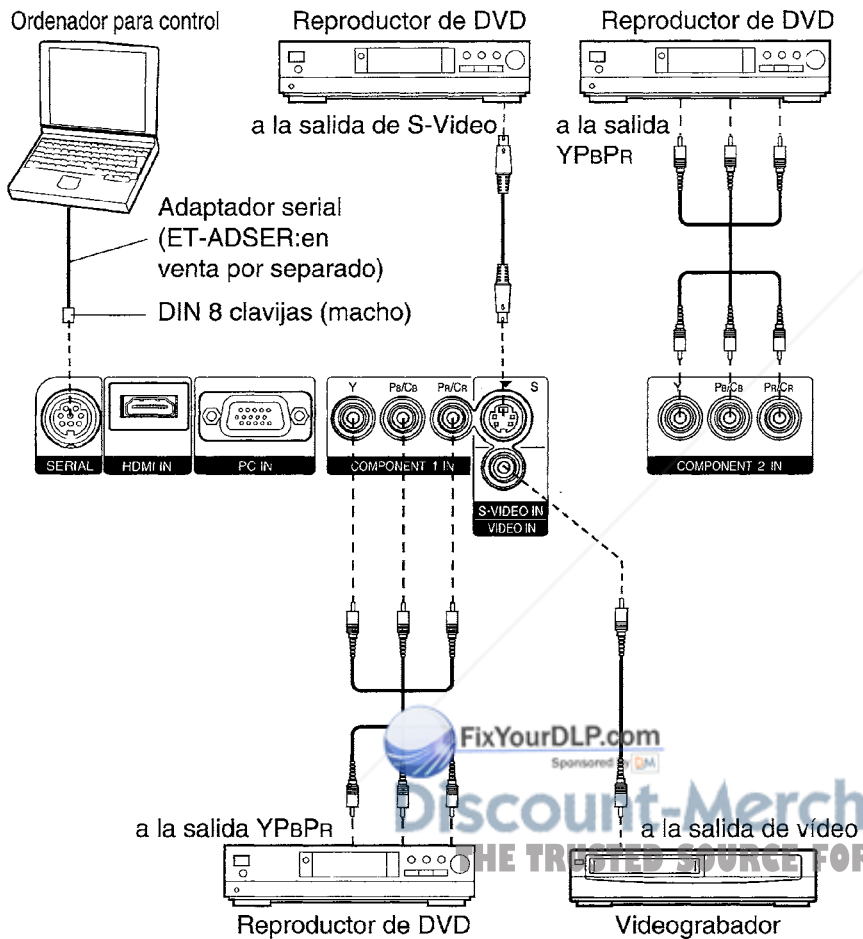 Ordenador para control
Reproductor de DVD
Reproductor de DVD
a la salida de S-Video
a la salida
YPBPR
Adaptador serial
(ET-ADSER:en
venta por separado)
DIN 8 clavijas (macho)
Y PB/CB PR/CR S
Y PB/CB PR/CR
SERIAL
HDMI IN
PC IN
COMPONENT 1 IN
COMPONENT 2 IN
S-VIDEO IN
VIDEO IN
FixYourDLP.com
Sponsored by DM
Discount-Merch
a la salida YPBPR
a la salida de vídeo
THE TRUSTED SOURCE FOR
Reproductor de DVD
Videograbador